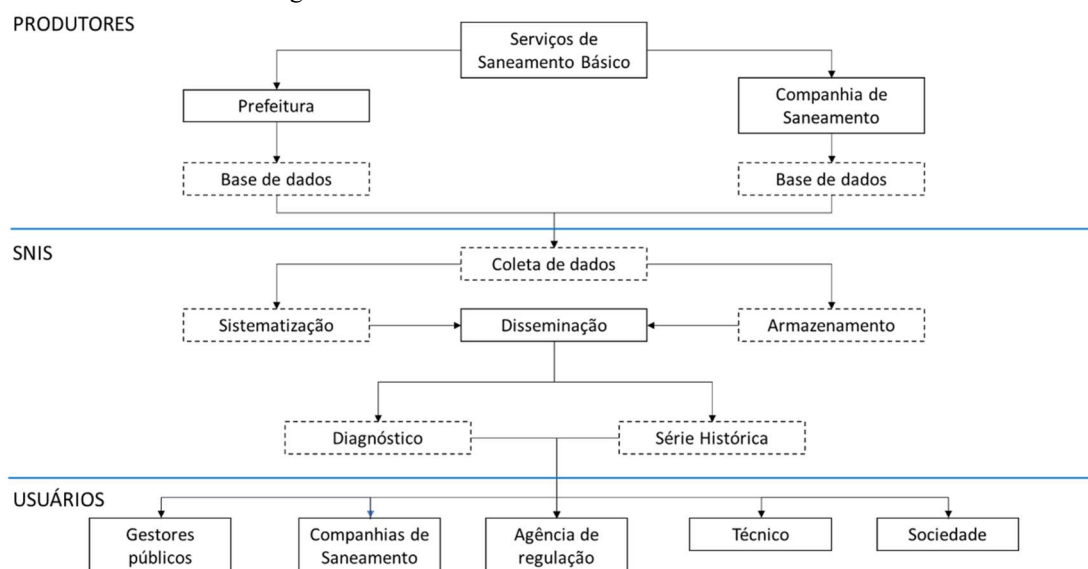 PRODUTORES
Serviços de
Saneamento Básico
Prefeitura
Companhia de
Saneamento
Base de dados
Base de dados
SNIS
Coleta de dados
Sistematização
Disseminação
Armazenamento
Diagnóstico
Série Histórica
USUÁRIOS
Gestores
públicos
Companhias de
Saneamento
Agência de
regulação
Técnico
Sociedade